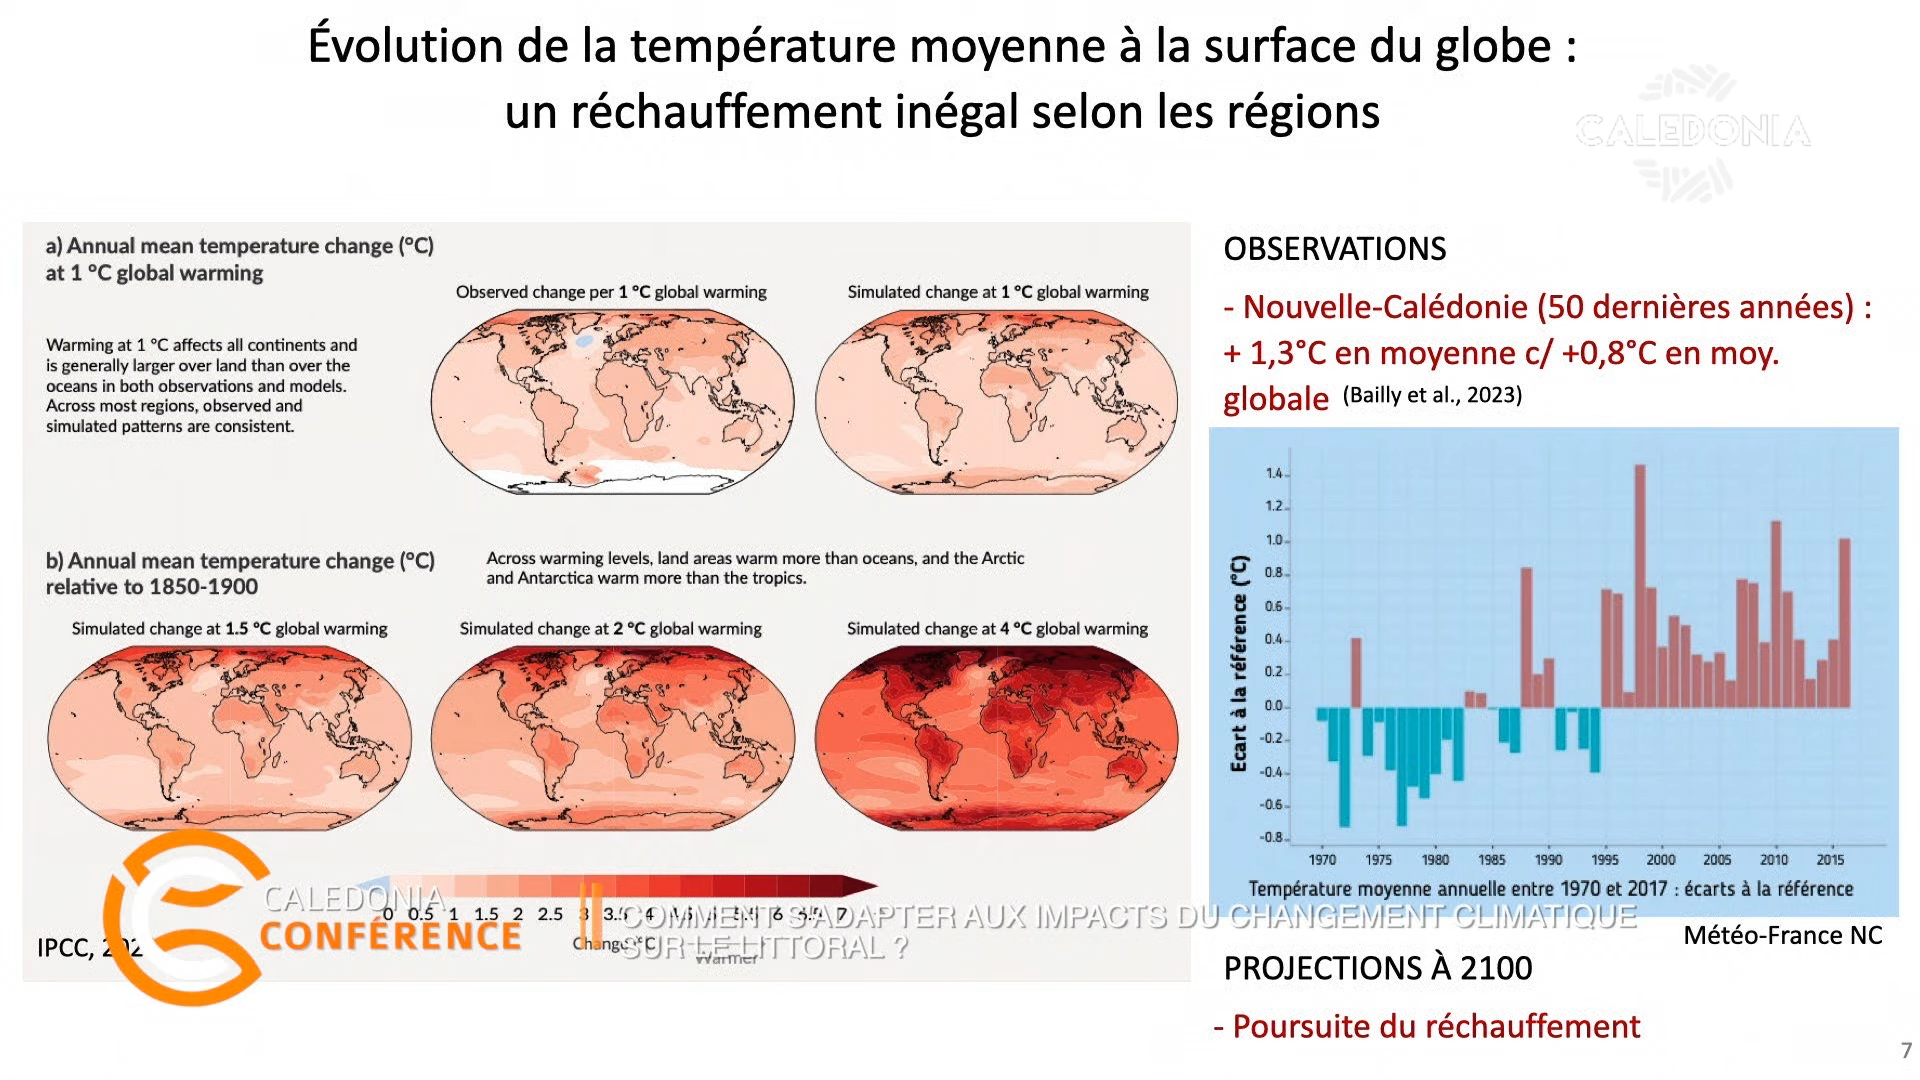 Évolution de la température moyenne à la surface du globe :
un réchauffement inégal selon les régions
CALEDONIA
a) Annual mean temperature change (°C)
at 1 °C global warming
Warming at 1 °C affects all continents and
is generally larger over land than over the
oceans in both observations and models.
Across most regions, observed and
simulated patterns are consistent.
Observed change per 1 °C global warming
Simulated change at 1 °C global warming
b) Annual mean temperature change (°C)
relative to 1850-1900
Across warming levels, land areas warm more than oceans, and the Arctic
and Antarctica warm more than the tropics.
Simulated change at 1.5 °C global warming
Simulated change at 2 °C global warming
Simulated change at 4 °C global warming
0 0.5 1 1.5 2 2.5 3 3.5 4 4.5 5 5.5 6 6.5 7
Change (°C)
Warmer
IPCC,
CALEDONIA
CONFÉRENCE
COMMENT S'ADAPTER AUX IMPACTS DU CHANGEMENT CLIMATIQUE
SUR LE LITTORAL ?
OBSERVATIONS
- Nouvelle-Calédonie (50 dernières années) :
+ 1,3°C en moyenne c/ +0,8°C en moy.
globale (Bailly et al., 2023)
Ecart à la référence (°C)
1.4
1.2
1.0
0.8
0.6
0.4
0.2
0.0
-0.2
-0.4
-0.6
-0.8
1970 1975 1980 1985 1990 1995 2000 2005 2010 2015
Température moyenne annuelle entre 1970 et 2017 : écarts à la référence
Météo-France NC
PROJECTIONS À 2100
- Poursuite du réchauffement
7